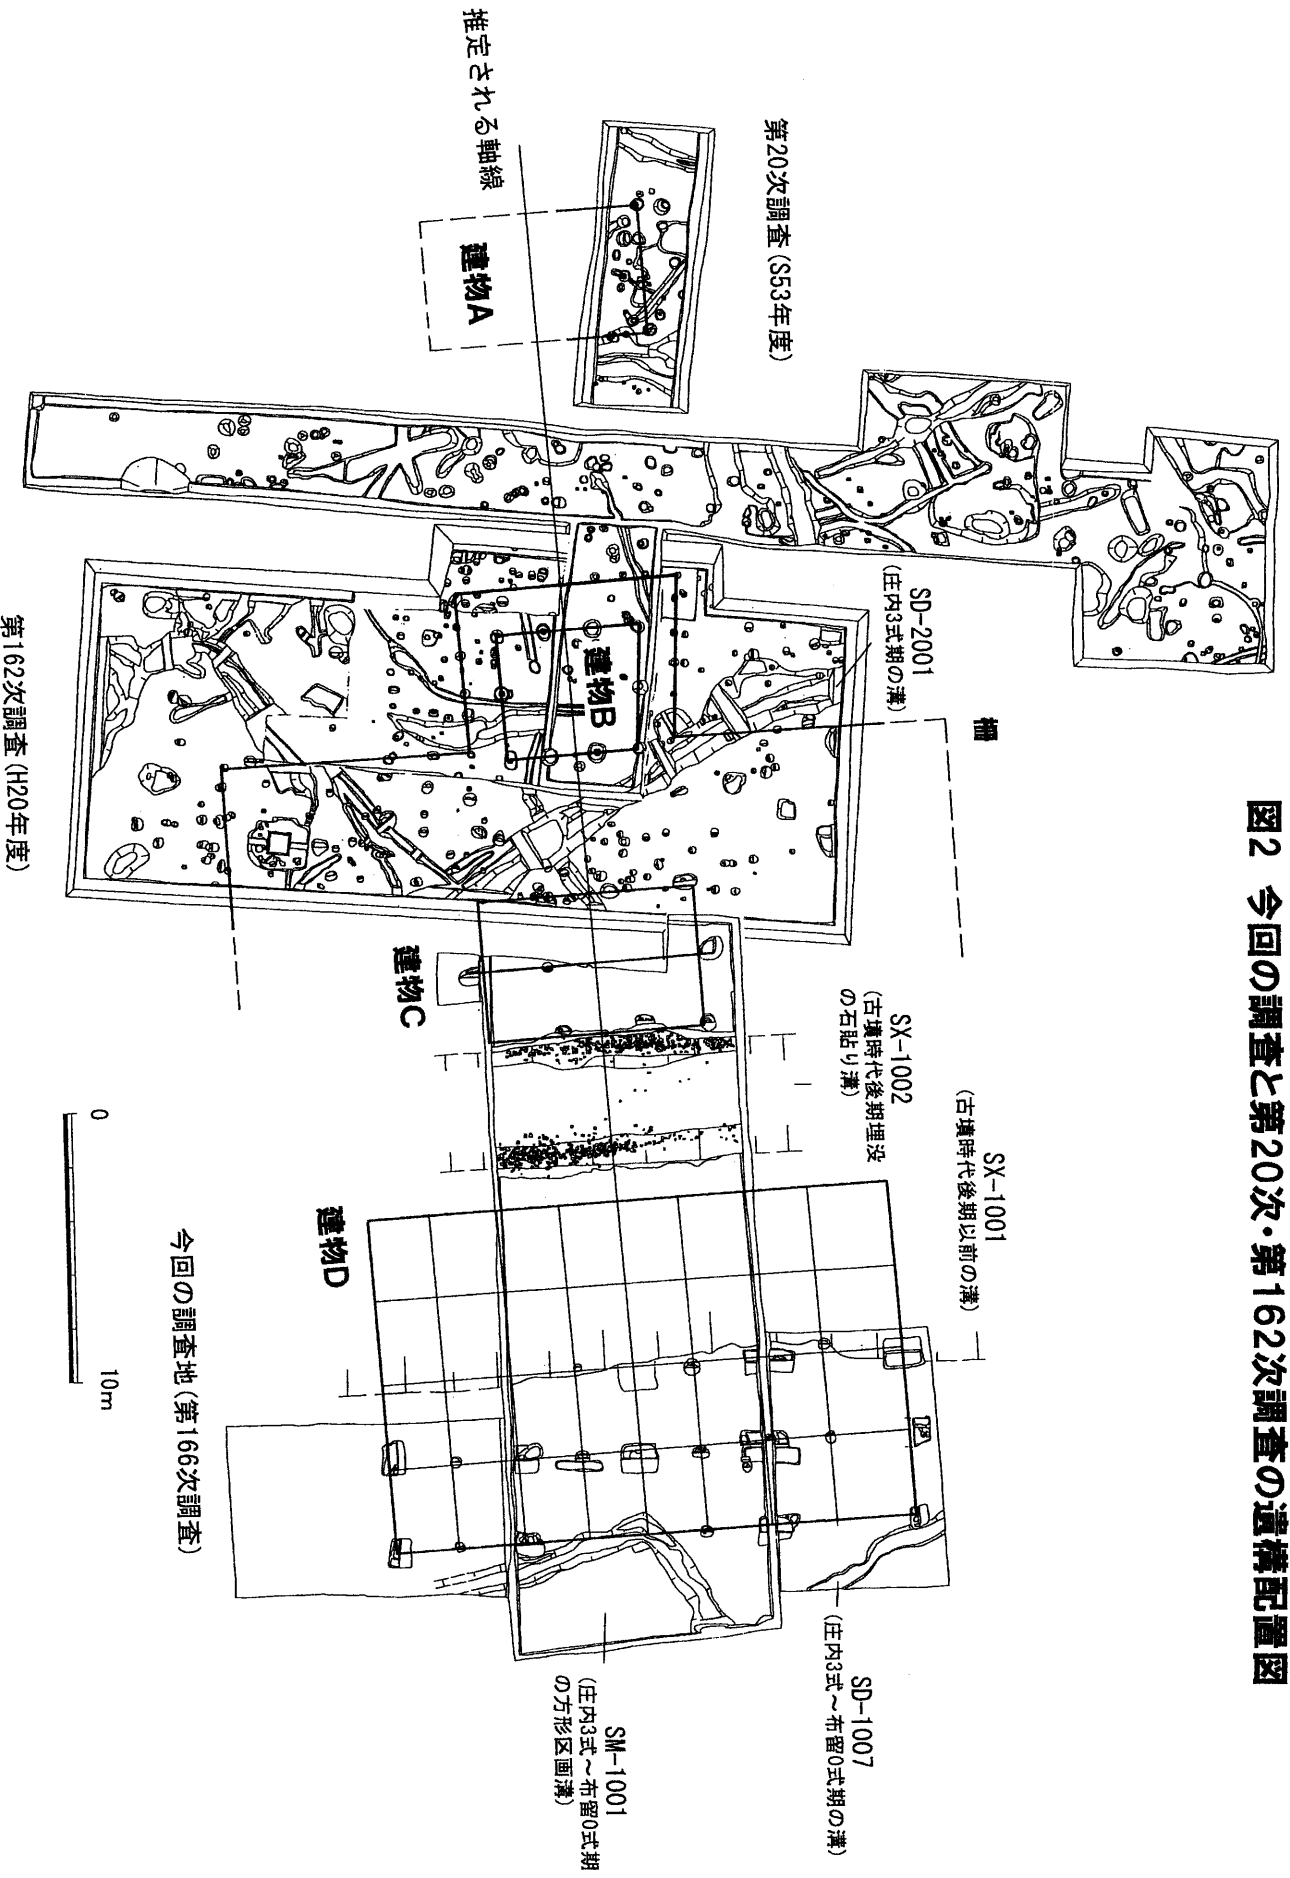 図2　今回の調査と第20次・第162次調査の遺構配置図
推定される軸線
第20次調査(S53年度)
建物A
SD-2001
(庄内3式期の溝)
柵
建物B
第162次調査(H20年度)
建物C
SX-1002
(古墳時代後期埋没
の石貼り溝)
SX-1001
(古墳時代後期以前の溝)
建物D
0
10m
今回の調査地(第166次調査)
SD-1007
(庄内3式～布留0式期の溝)
SM-1001
(庄内3式～布留0式期
の方形区画溝)